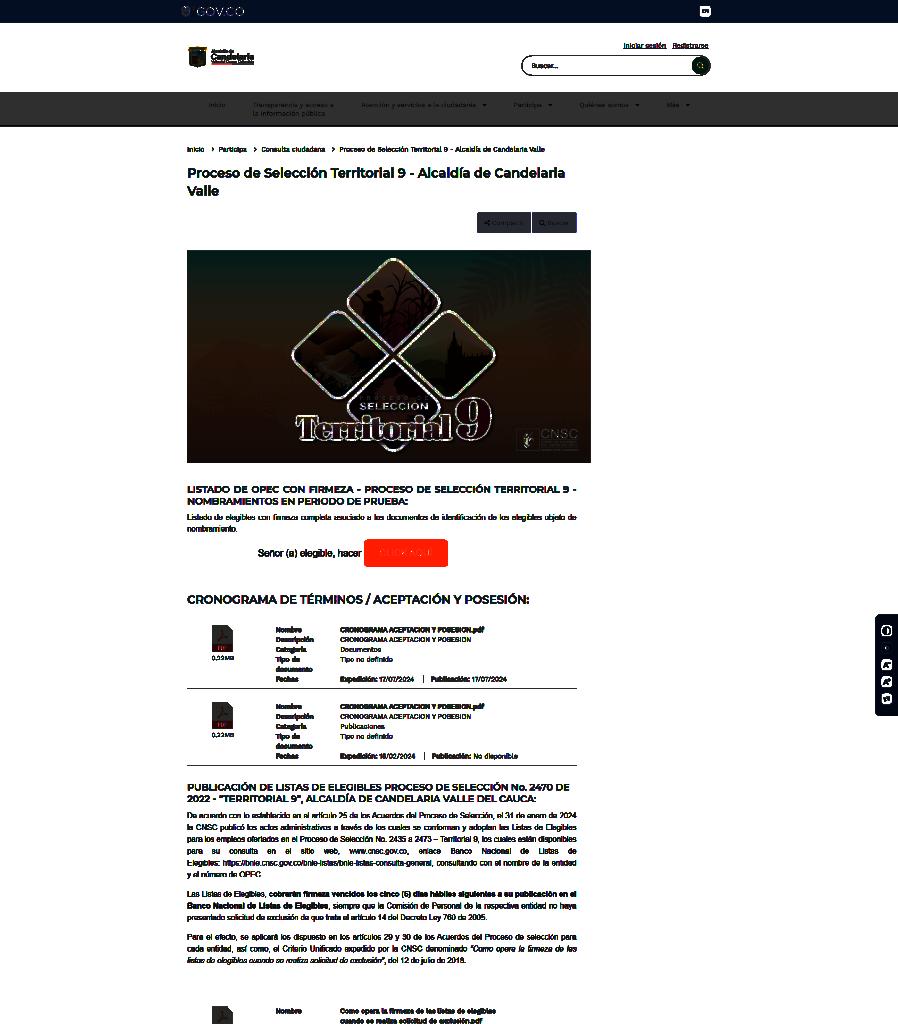 GOV.CO
EN
Alcaldía de
Candelaria
Iniciar sesión Registrarse
Buscar...
Inicio
Transparencia y acceso a
la información pública
Atención y servicios a la ciudadanía
Participa
Quiénes somos
Más
Inicio > Participa > Consulta ciudadana > Proceso de Selección Territorial 9 - Alcaldía de Candelaria Valle
Proceso de Selección Territorial 9 - Alcaldía de Candelaria
Valle
PROCESO DE
SELECCIÓN
Territorial 9
CNSC
LISTADO DE OPEC CON FIRMEZA - PROCESO DE SELECCIÓN TERRITORIAL 9 -
NOMBRAMIENTOS EN PERIODO DE PRUEBA:
Listado de elegibles con firmeza completa asociado a los documentos de identificación de los elegibles objeto de
nombramiento.
Señor (a) elegible, hacer CLICK AQUÍ
CRONOGRAMA DE TÉRMINOS / ACEPTACIÓN Y POSESIÓN:
Nombre CRONOGRAMA ACEPTACION Y POSESION.pdf
Descripción CRONOGRAMA ACEPTACION Y POSESION
Categoría Documentos
Tipo de Tipo no definido
documento
Fechas Expedición: 17/07/2024 | Publicación: 17/07/2024
PDF
0,22MB
Nombre CRONOGRAMA ACEPTACION Y POSESION.pdf
Descripción CRONOGRAMA ACEPTACION Y POSESION
Categoría Publicaciones
Tipo de Tipo no definido
documento
Fechas Expedición: 16/02/2024 | Publicación: No disponible
PDF
0,22MB
PUBLICACIÓN DE LISTAS DE ELEGIBLES PROCESO DE SELECCIÓN No. 2470 DE
2022 - "TERRITORIAL 9", ALCALDÍA DE CANDELARIA VALLE DEL CAUCA:
De acuerdo con lo establecido en el artículo 25 de los Acuerdos del Proceso de Selección, el 31 de enero de 2024
la CNSC publicó los actos administrativos a través de los cuales se conforman y adoptan las Listas de Elegibles
para los empleos ofertados en el Proceso de Selección No. 2435 a 2473 – Territorial 9, los cuales están disponibles
para su consulta en el sitio web, www.cnsc.gov.co, enlace Banco Nacional de Listas de
Elegibles: https://bnle.cnsc.gov.co/bnle-listas/bnle-listas-consulta-general, consultando con el nombre de la entidad
y el número de OPEC.
Las Listas de Elegibles, cobrarán firmeza vencidos los cinco (5) días hábiles siguientes a su publicación en el
Banco Nacional de Listas de Elegibles, siempre que la Comisión de Personal de la respectiva entidad no haya
presentado solicitud de exclusión de que trata el artículo 14 del Decreto Ley 760 de 2005.
Para el efecto, se aplicará los dispuesto en los artículos 29 y 30 de los Acuerdos del Proceso de selección para
cada entidad, así como, el Criterio Unificado expedido por la CNSC denominado "Como opera la firmeza de las
listas de elegibles cuando se realiza solicitud de exclusión", del 12 de julio de 2018.
Nombre Como opera la firmeza de las listas de elegibles
cuando se realiza solicitud de exclusión.pdf